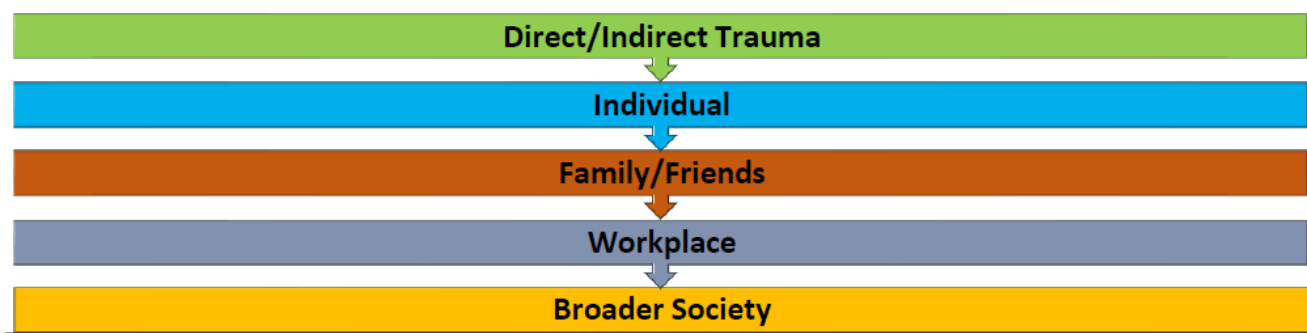 Direct/Indirect Trauma
Individual
Family/Friends
Workplace
Broader Society